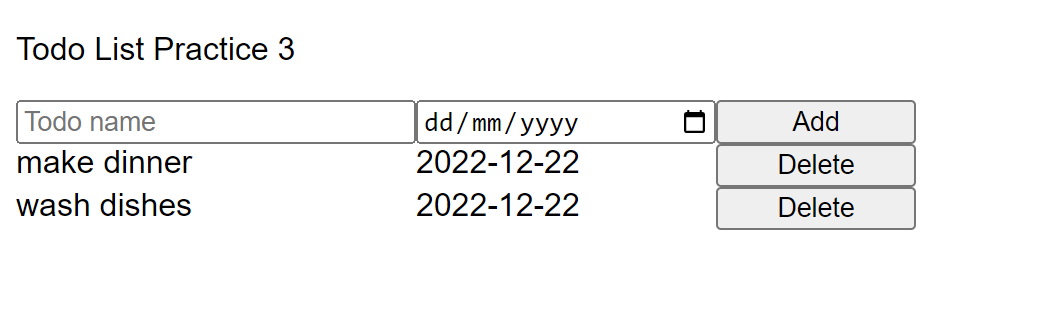 Todo List Practice 3
Todo name dd/mm/yyyy Add
make dinner 2022-12-22 Delete
wash dishes 2022-12-22 Delete